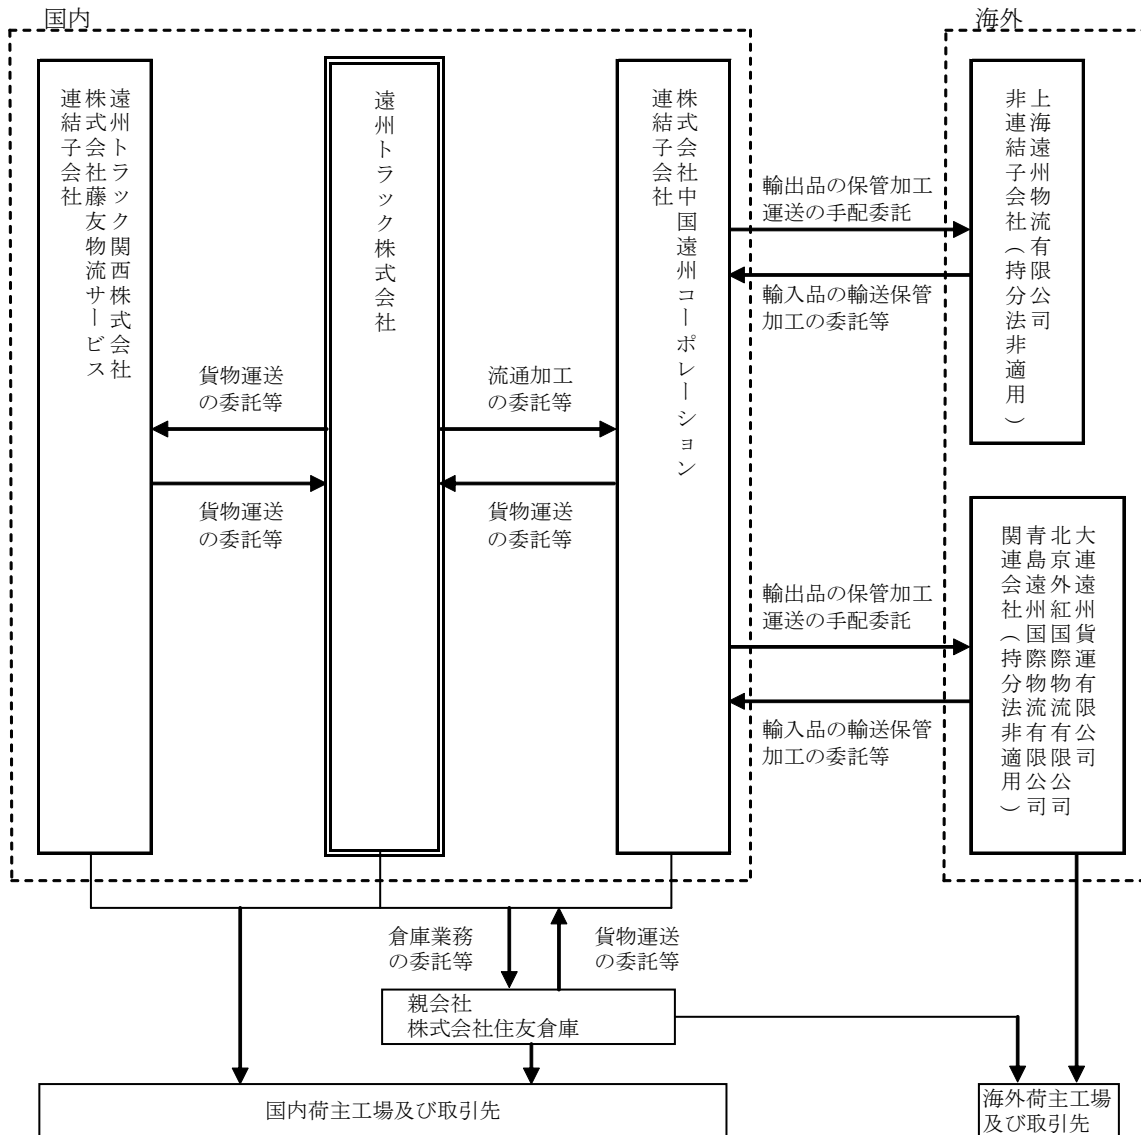 国内
海外
遠州トラック関西株式会社
株式会社藤友物流サービス
連結子会社
遠州トラック株式会社
株式会社中国遠州コーポレーション
連結子会社
上海遠州物流有限公司
非連結子会社(持分法非適用)
輸出品の保管加工
運送の手配委託
輸入品の輸送保管
加工の委託等
貨物運送
の委託等
流通加工
の委託等
貨物運送
の委託等
貨物運送
の委託等
大連遠州貨運有限公司
北京外紅国際物流有限公司
青島遠州国際物流有限公司
関連会社(持分法非適用)
輸出品の保管加工
運送の手配委託
輸入品の輸送保管
加工の委託等
倉庫業務
の委託等
貨物運送
の委託等
親会社
株式会社住友倉庫
国内荷主工場及び取引先
海外荷主工場
及び取引先